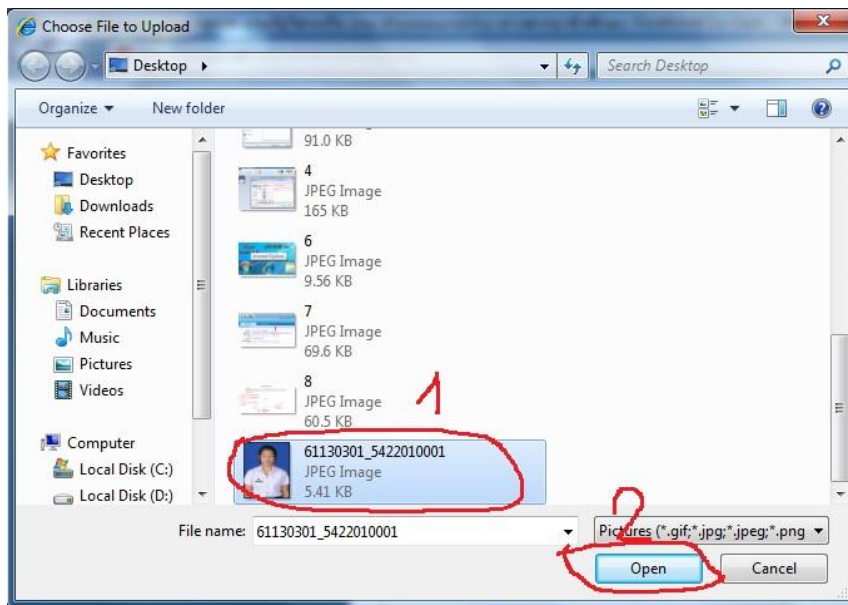 Choose File to Upload
Desktop
Search Desktop
Organize
New folder
Favorites
Desktop
Downloads
Recent Places
Libraries
Documents
Music
Pictures
Videos
Computer
Local Disk (C:)
Local Disk (D:)
91.0 KB
4
JPEG Image
165 KB
6
JPEG Image
9.56 KB
7
JPEG Image
69.6 KB
8
JPEG Image
60.5 KB
1
61130301_5422010001
JPEG Image
5.41 KB
2
File name: 61130301_5422010001
Pictures (*.gif;*.jpg;*.jpeg;*.png
Open
Cancel